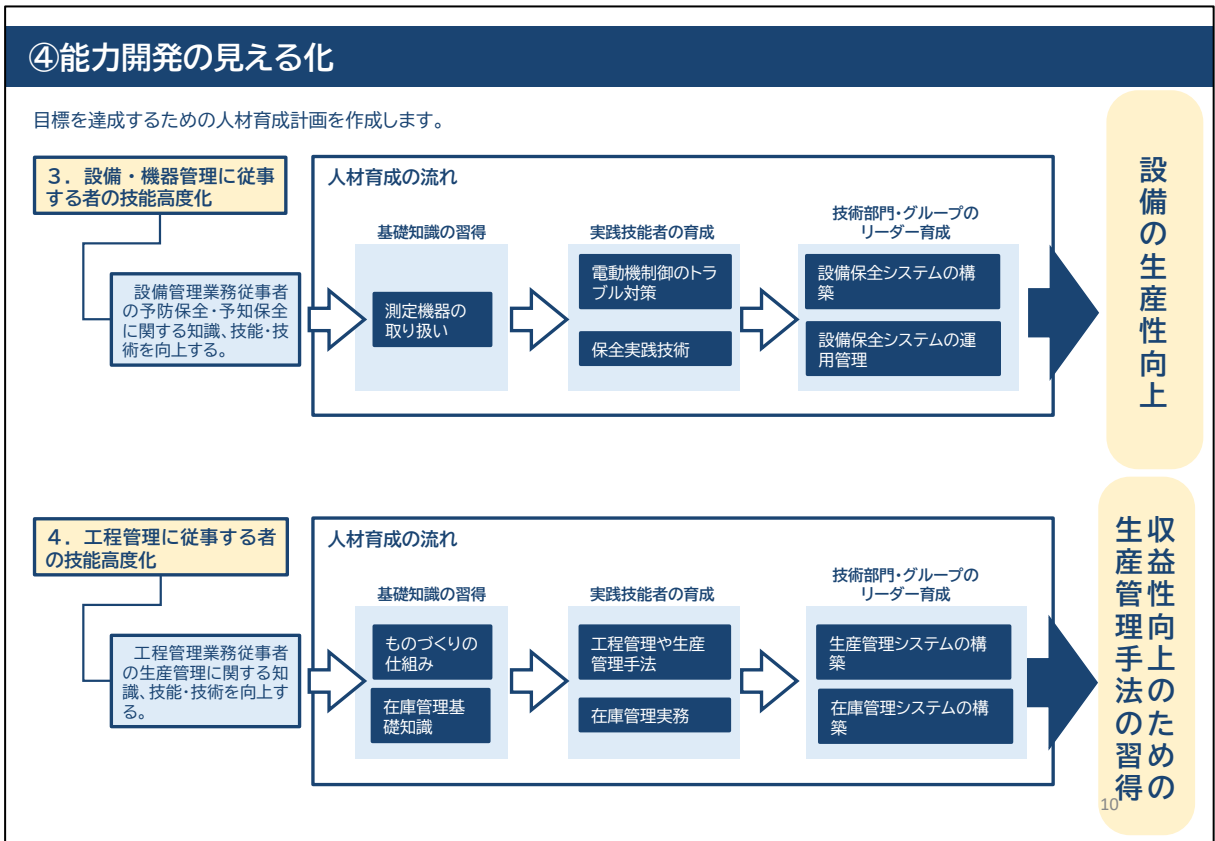 ④能力開発の見える化
目標を達成するための人材育成計画を作成します。
3．設備・機器管理に従事
する者の技能高度化
設備管理業務従事者
の予防保全・予知保全
に関する知識、技能・技
術を向上する。
人材育成の流れ
基礎知識の習得
測定機器の
取り扱い
実践技能者の育成
電動機制御のトラ
ブル対策
保全実践技術
技術部門・グループの
リーダー育成
設備保全システムの構
築
設備保全システムの運
用管理
設備の生産性向上
4．工程管理に従事する者
の技能高度化
工程管理業務従事者
の生産管理に関する知
識、技能・技術を向上す
る。
人材育成の流れ
基礎知識の習得
ものづくりの
仕組み
在庫管理基
礎知識
実践技能者の育成
工程管理や生産
管理手法
在庫管理実務
技術部門・グループの
リーダー育成
生産管理システムの構
築
在庫管理システムの構
築
収益性向上のための
生産管理手法の習得
10